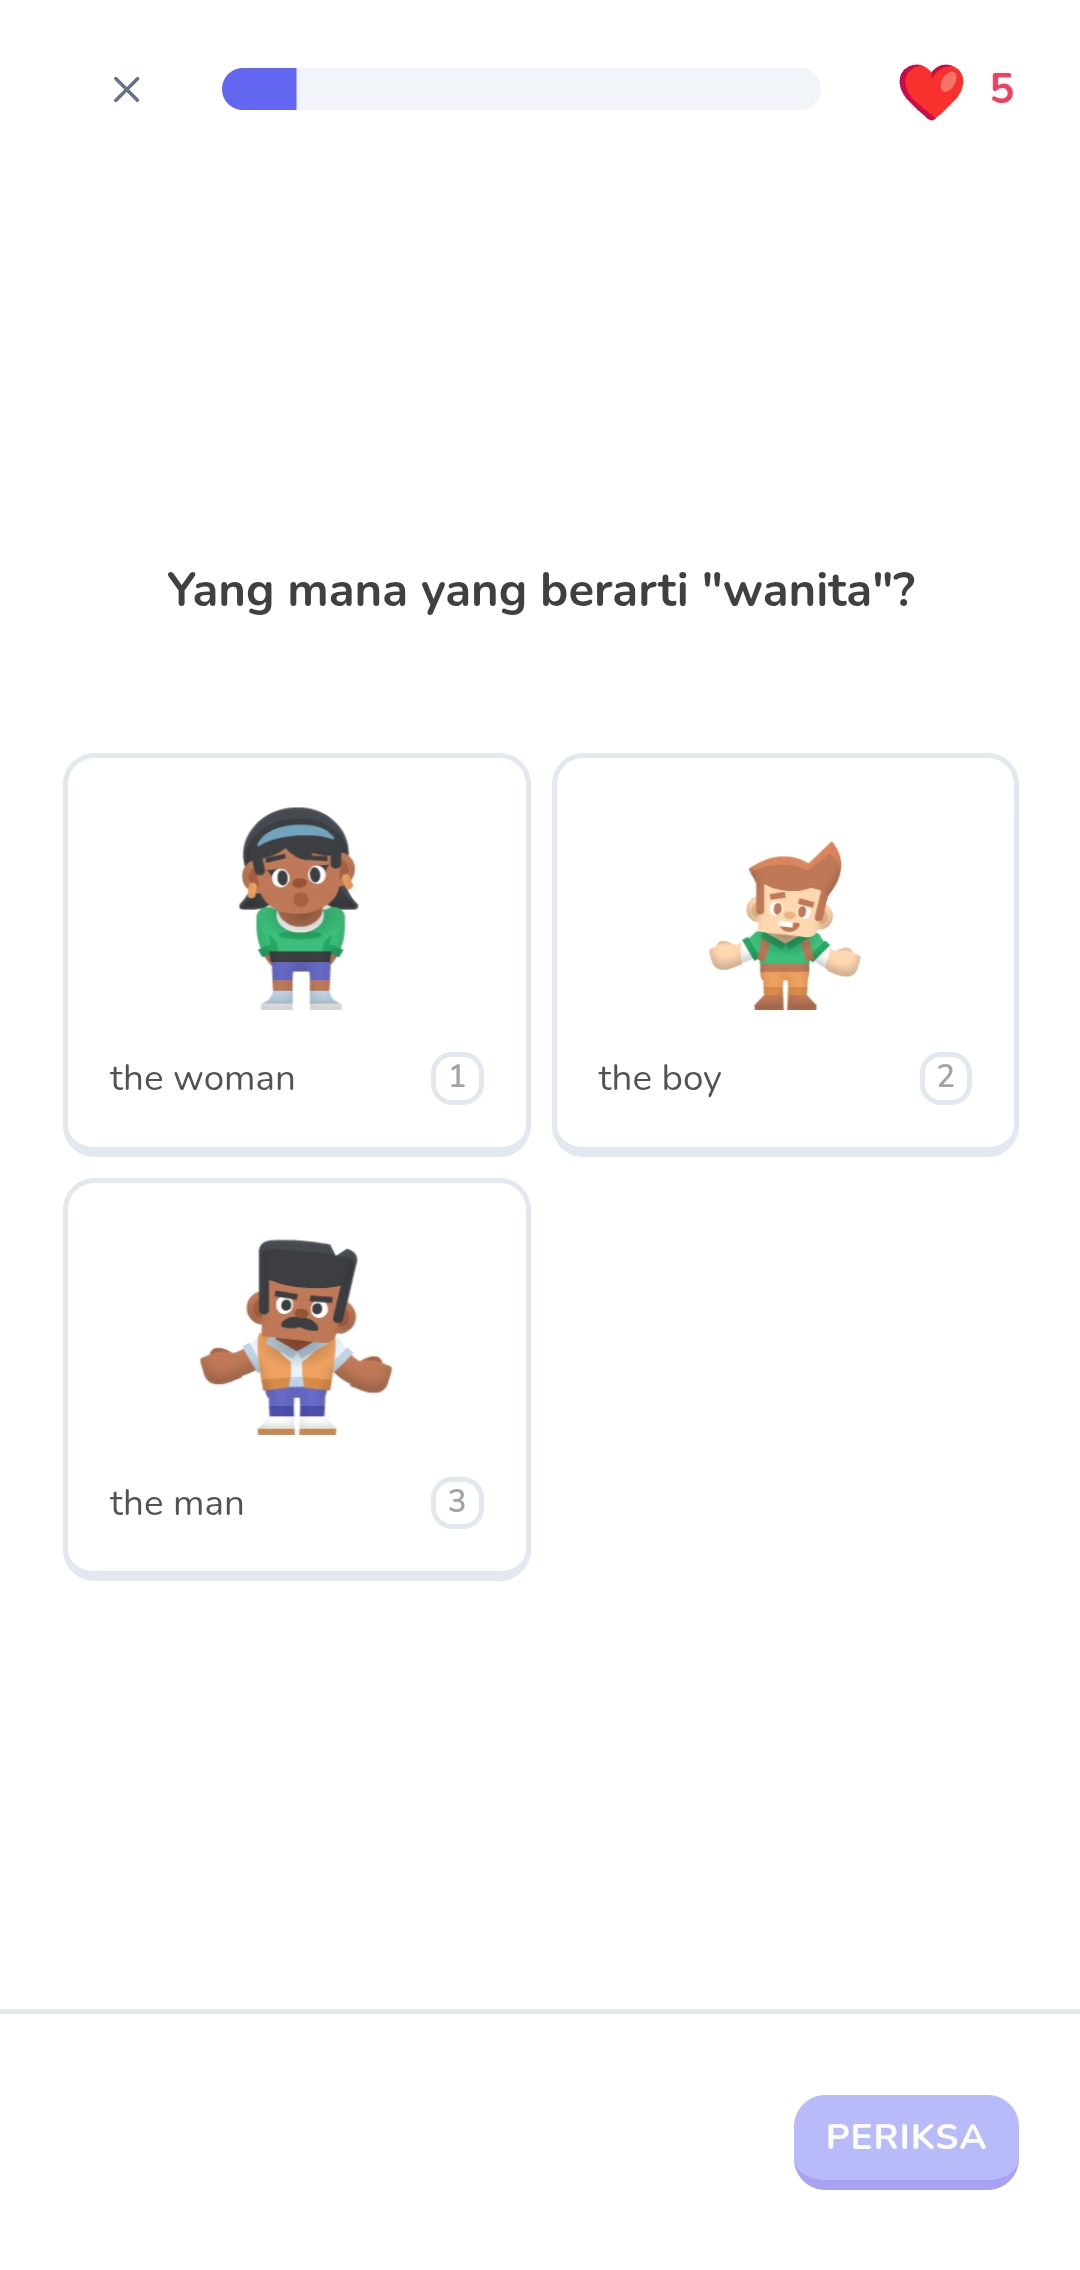 5
Yang mana yang berarti "wanita"?
the woman
1
the boy
2
the man
3
PERIKSA